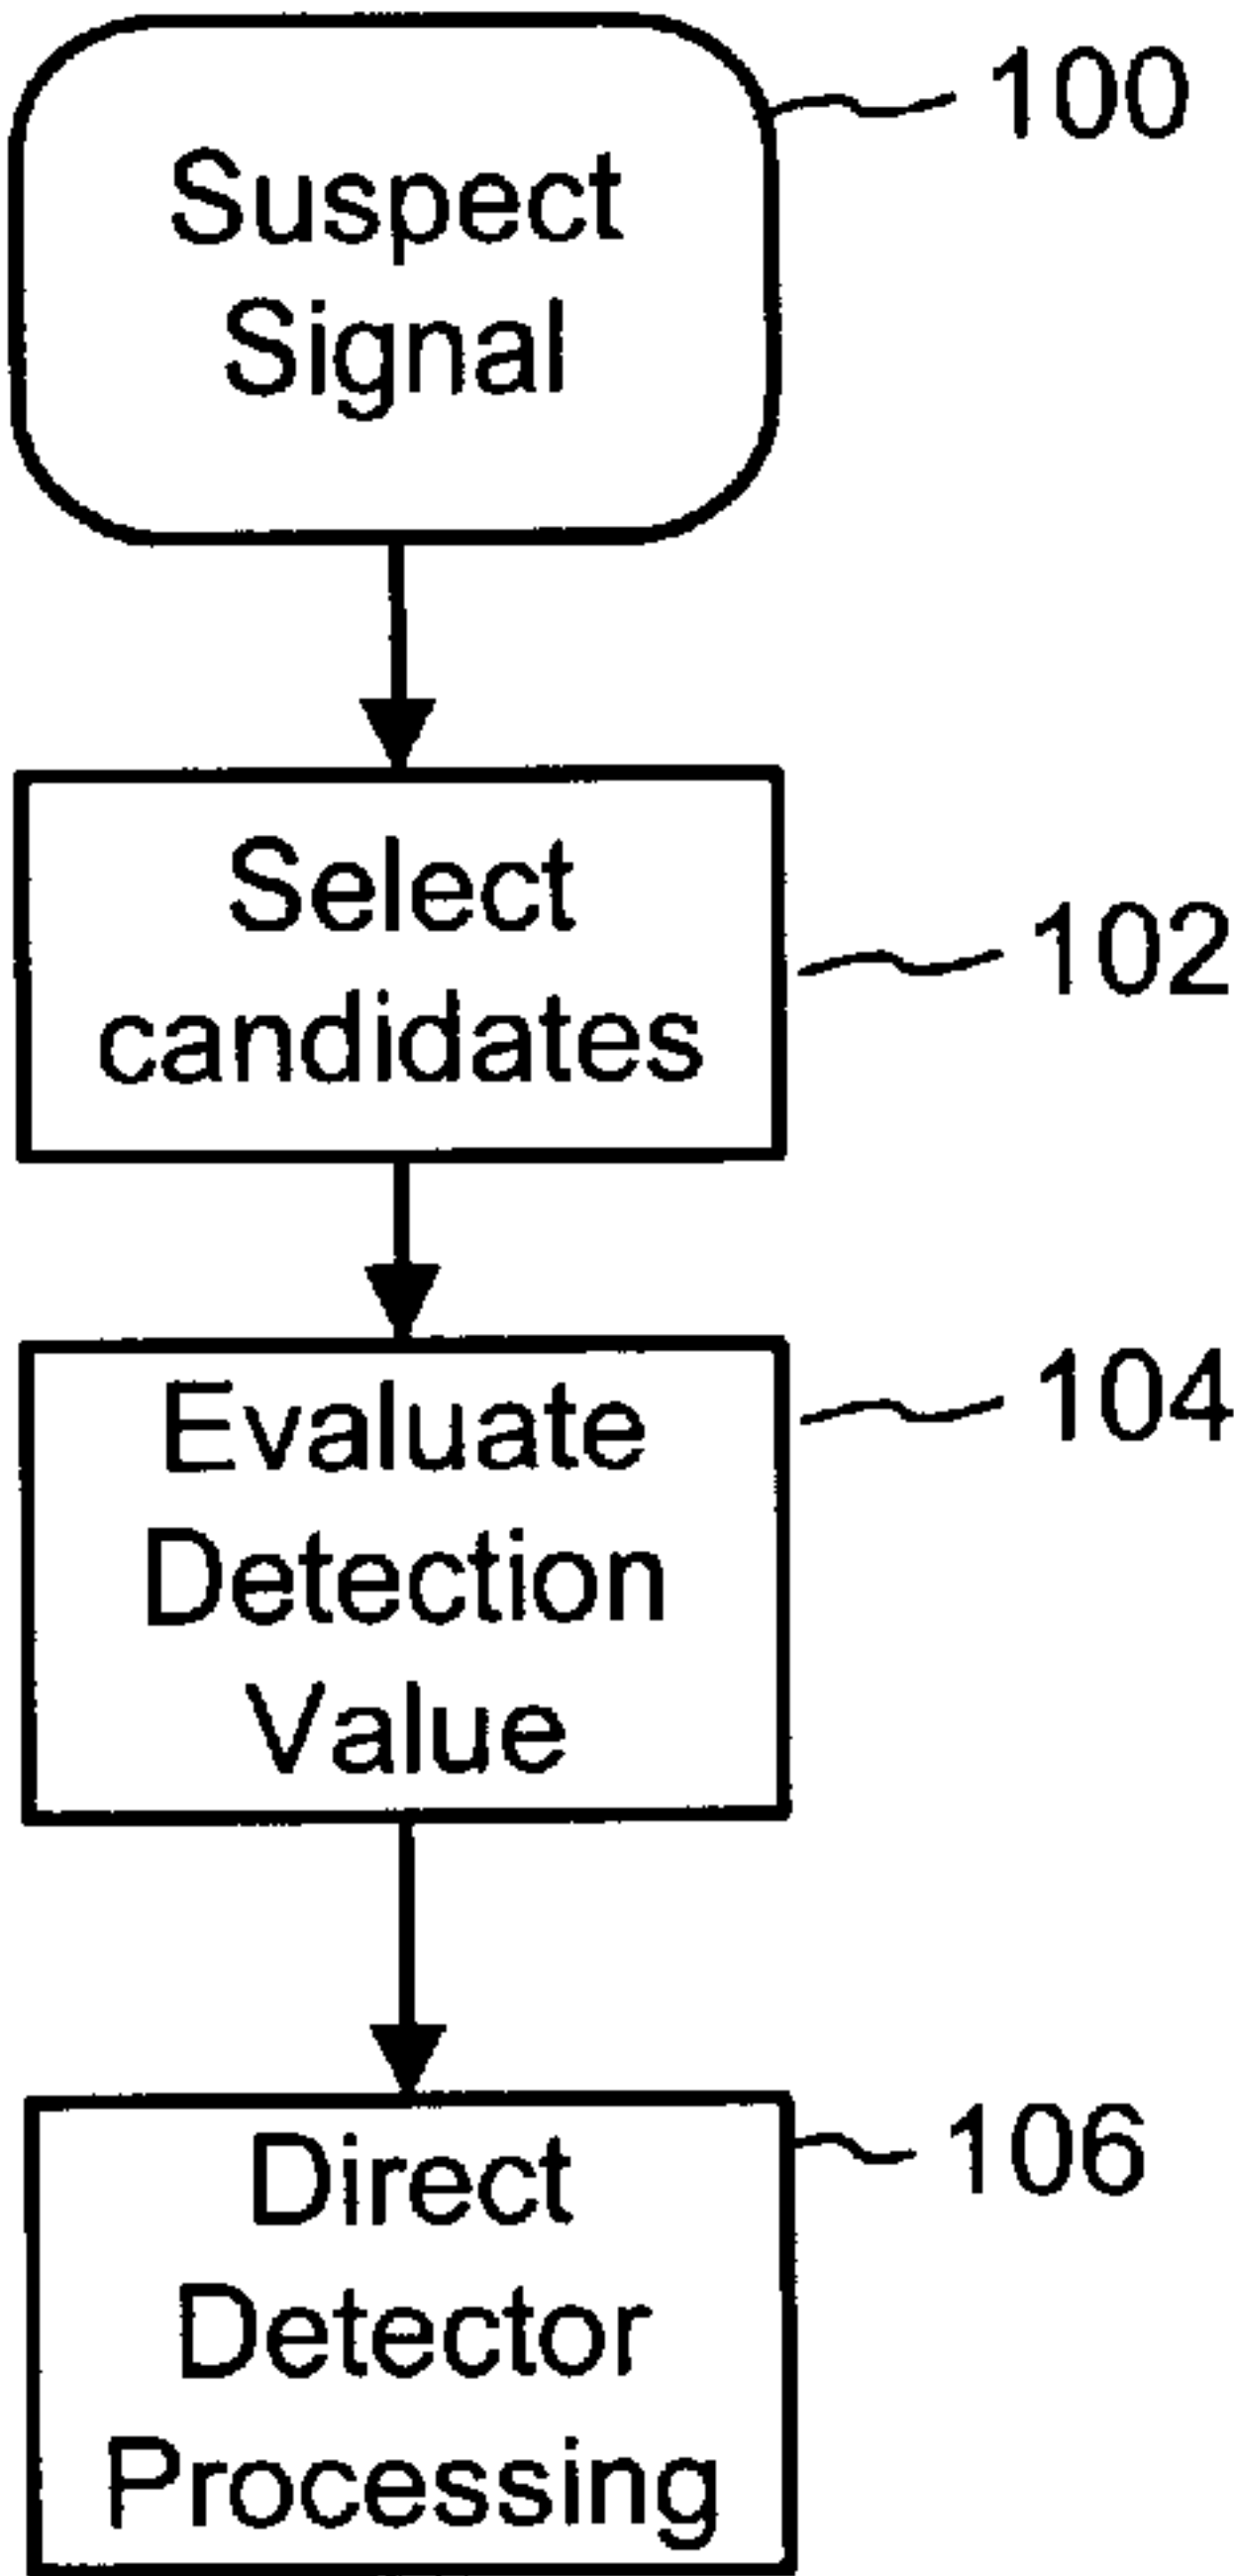 Suspect
Signal
100
Select
candidates
102
Evaluate
Detection
Value
104
Direct
Detector
Processing
106